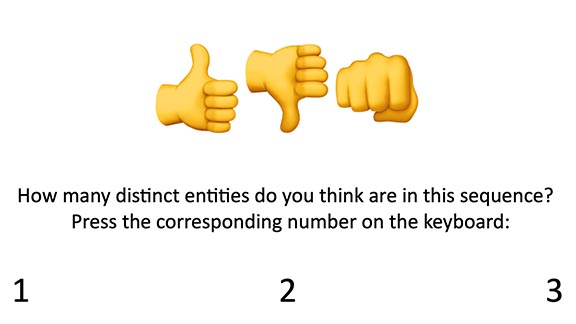 How many distinct entities do you think are in this sequence?
Press the corresponding number on the keyboard:
1 2 3